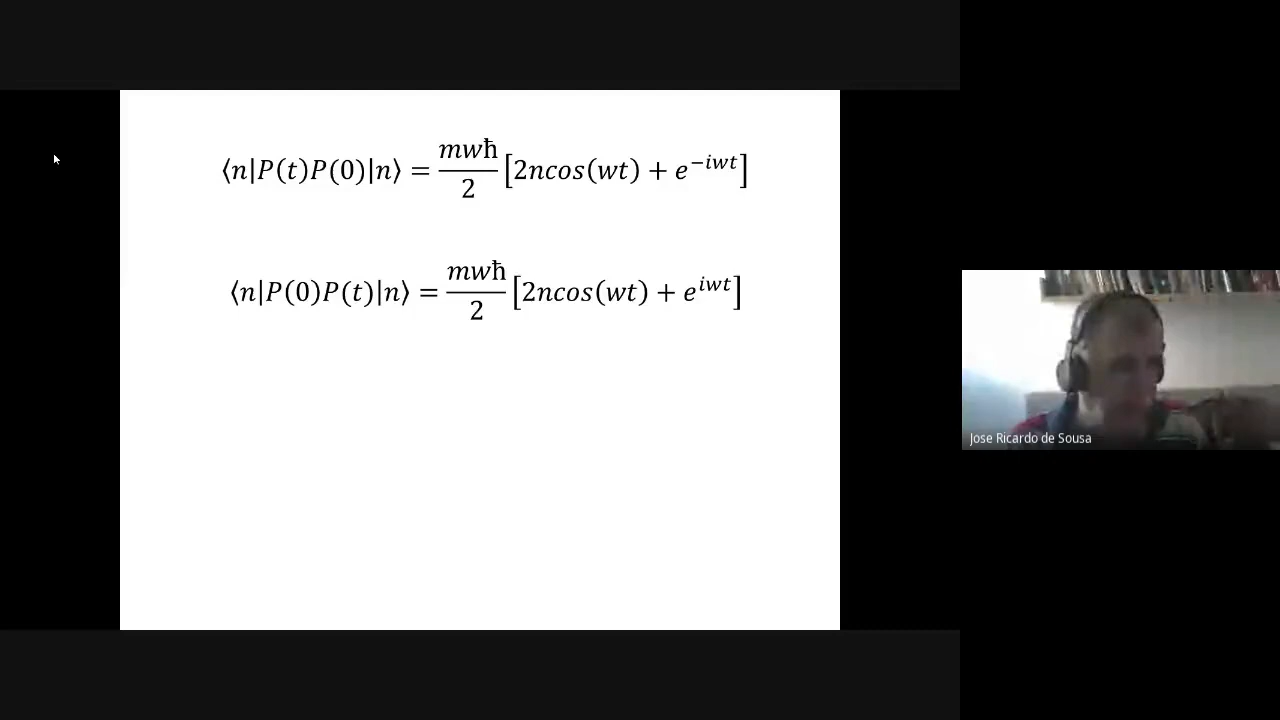 ⟨n|P(t)P(0)|n⟩ = mwħ/2 [2ncos(wt) + e^{-iwt}]
⟨n|P(0)P(t)|n⟩ = mwħ/2 [2ncos(wt) + e^{iwt}]
Jose Ricardo de Sousa